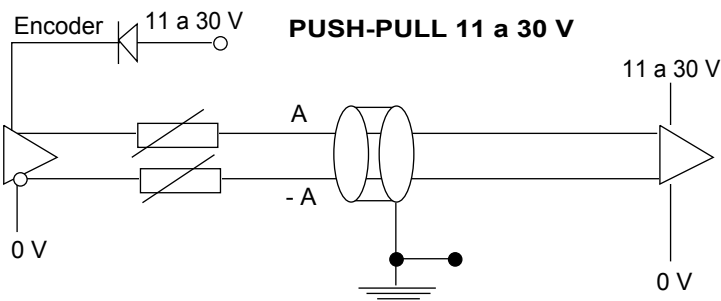 Encoder
11 a 30 V
PUSH-PULL 11 a 30 V
11 a 30 V
A
- A
0 V
0 V